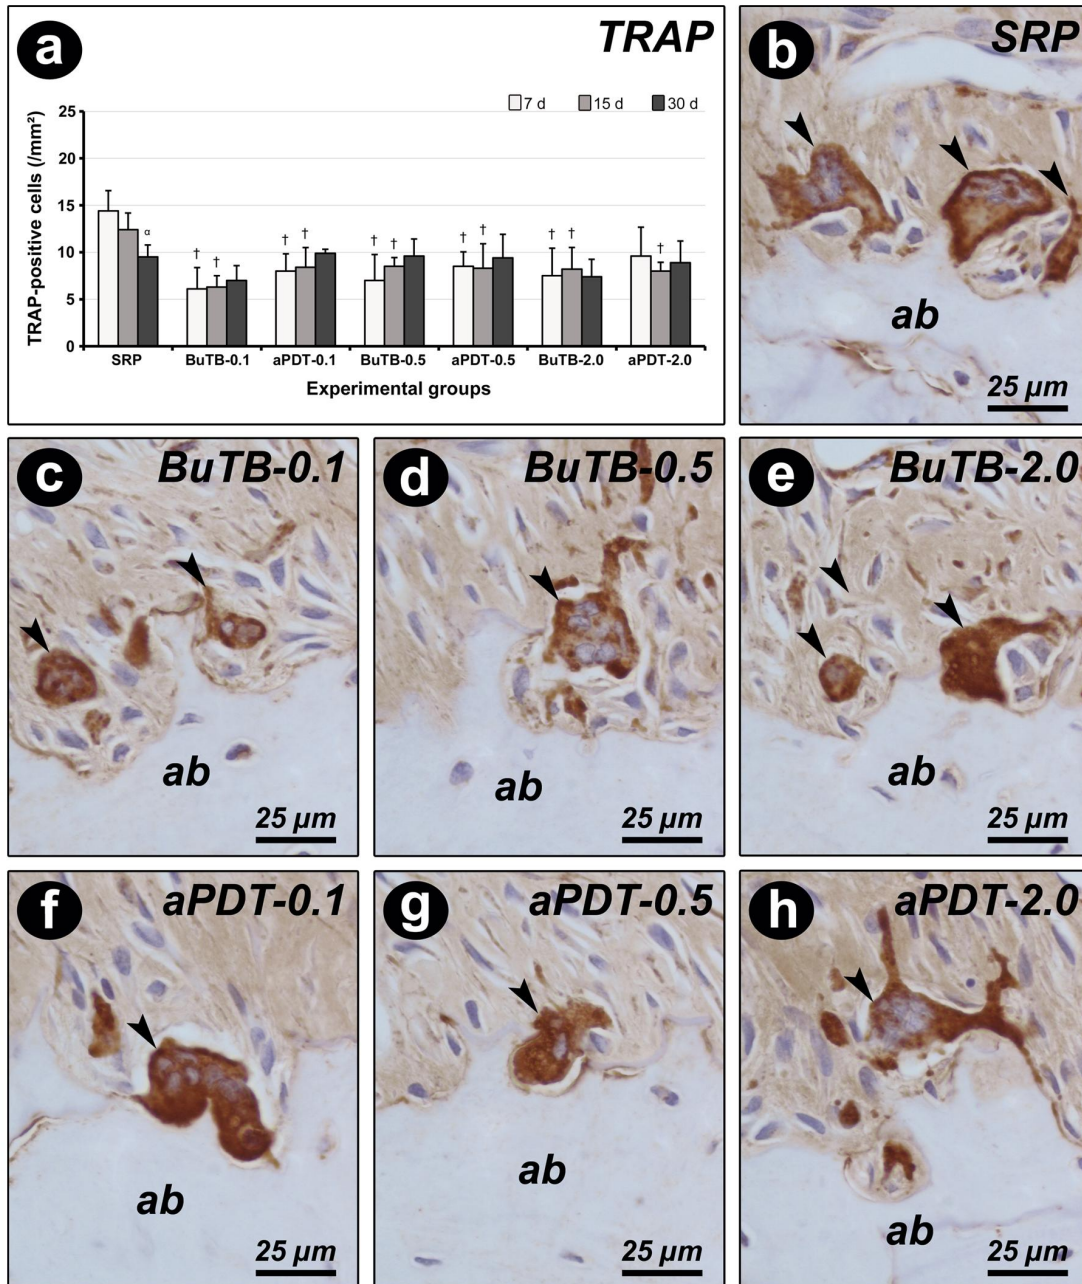 a
TRAP
7 d 15 d 30 d
TRAP-positive cells (/mm²)
25
20
15
10
5
0
α
† †
† †
† †
† †
† †
†
SRP BuTB-0.1 aPDT-0.1 BuTB-0.5 aPDT-0.5 BuTB-2.0 aPDT-2.0
Experimental groups
b
SRP
ab
25 µm
c
BuTB-0.1
ab
25 µm
d
BuTB-0.5
ab
25 µm
e
BuTB-2.0
ab
25 µm
f
aPDT-0.1
ab
25 µm
g
aPDT-0.5
ab
25 µm
h
aPDT-2.0
ab
25 µm